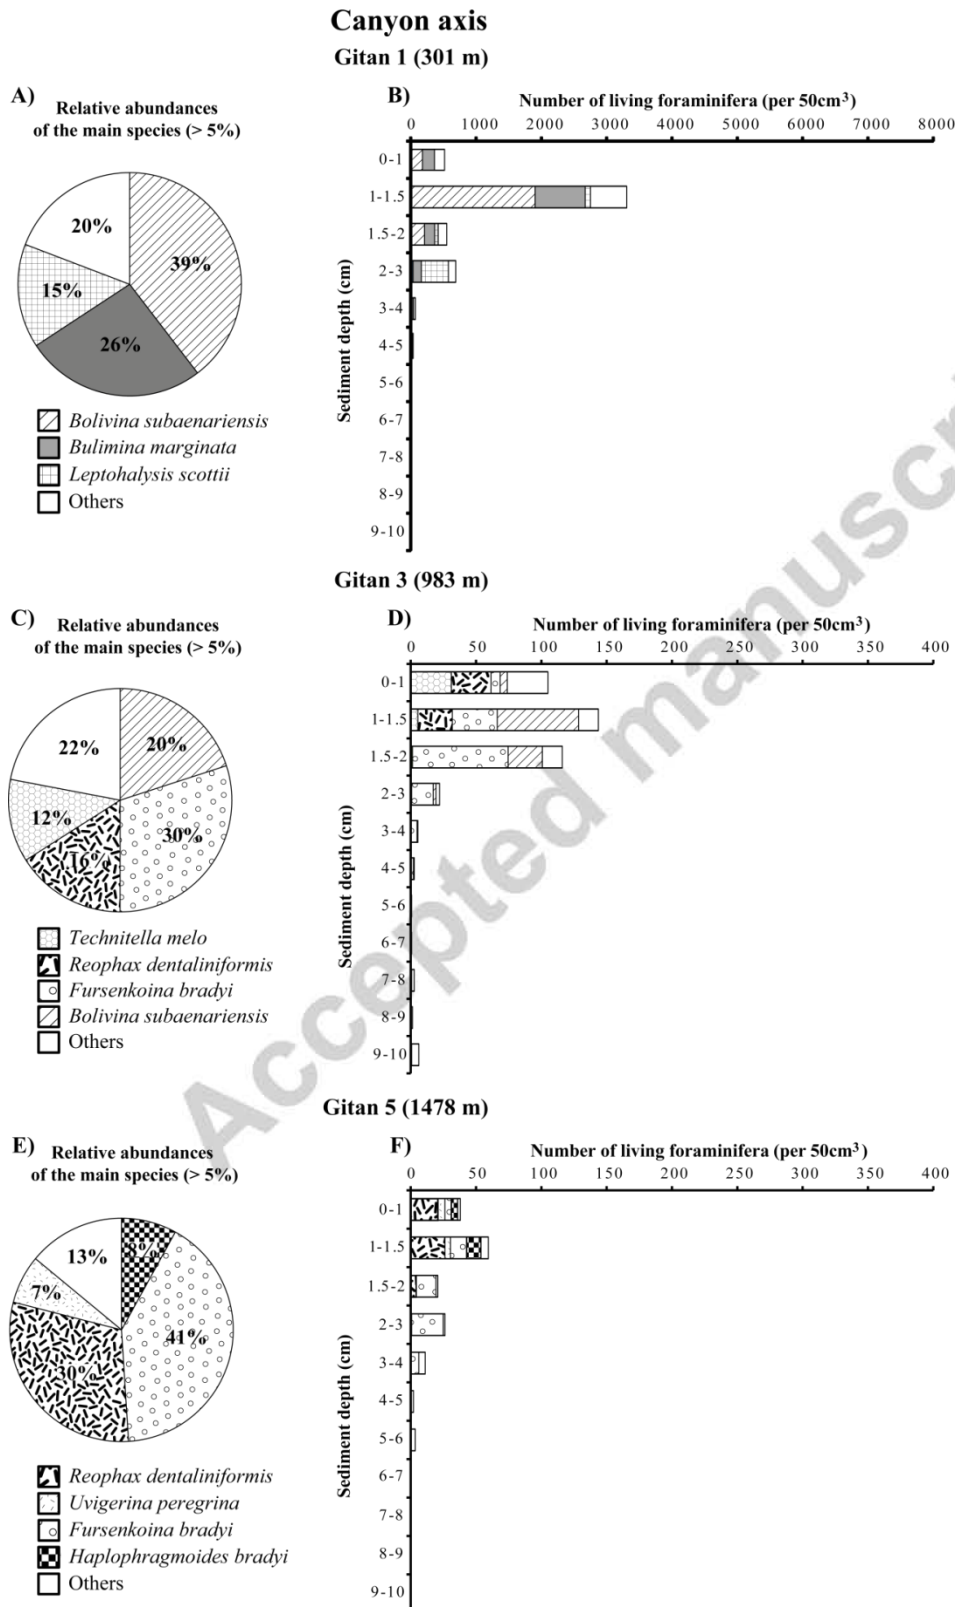 Canyon axis
Gitan 1 (301 m)
A)
Relative abundances
of the main species (> 5%)
20%
39%
15%
26%
Bolivina subaenariensis
Bulimina marginata
Leptohalysis scottii
Others
B)
Number of living foraminifera (per 50cm³)
0 1000 2000 3000 4000 5000 6000 7000 8000
Sediment depth (cm)
0-1
1-1.5
1.5-2
2-3
3-4
4-5
5-6
6-7
7-8
8-9
9-10
Gitan 3 (983 m)
C)
Relative abundances
of the main species (> 5%)
22%
20%
12%
30%
16%
Technitella melo
Reophax dentaliniformis
Fursenkoina bradyi
Bolivina subaenariensis
Others
D)
Number of living foraminifera (per 50cm³)
0 50 100 150 200 250 300 350 400
Sediment depth (cm)
0-1
1-1.5
1.5-2
2-3
3-4
4-5
5-6
6-7
7-8
8-9
9-10
Gitan 5 (1478 m)
E)
Relative abundances
of the main species (> 5%)
13%
8%
7%
41%
30%
Reophax dentaliniformis
Uvigerina peregrina
Fursenkoina bradyi
Haplophragmoides bradyi
Others
F)
Number of living foraminifera (per 50cm³)
0 50 100 150 200 250 300 350 400
Sediment depth (cm)
0-1
1-1.5
1.5-2
2-3
3-4
4-5
5-6
6-7
7-8
8-9
9-10
Accepted manuscri